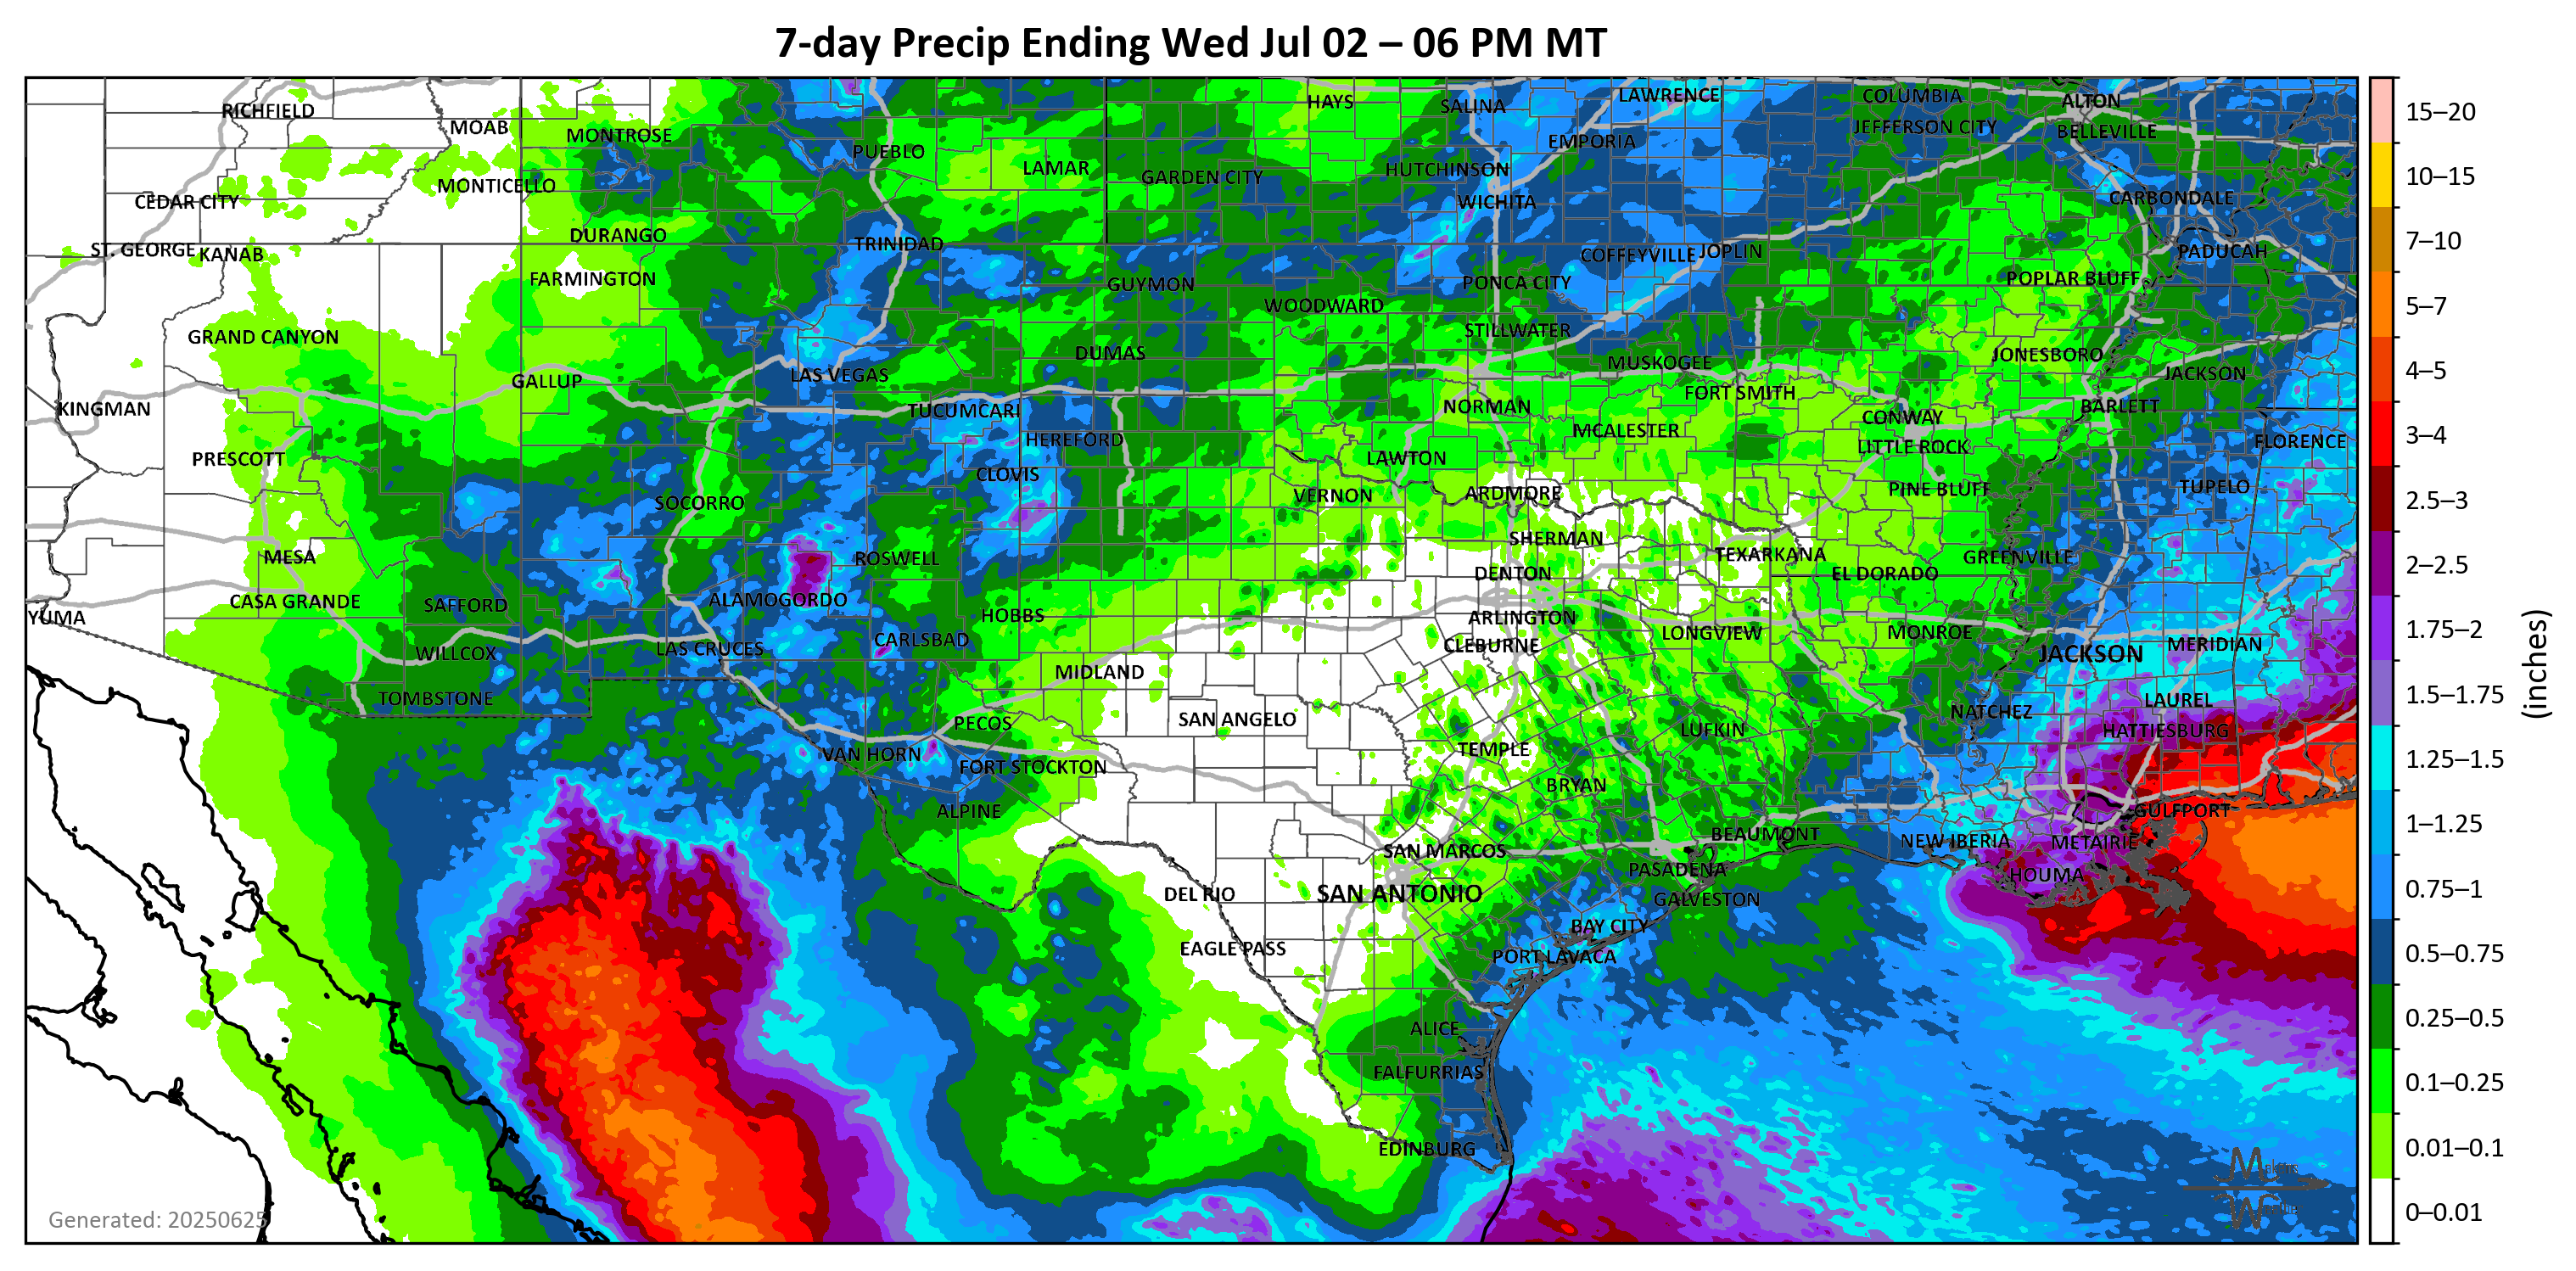 7-day Precip Ending Wed Jul 02 – 06 PM MT
RICHFIELD
MOAB
MONTROSE
PUEBLO
LAMAR
HAYS
SALINA
LAWRENCE
COLUMBIA
ALTON
EMPORIA
JEFFERSON CITY
BELLEVILLE
CEDAR CITY
MONTICELLO
GARDEN CITY
HUTCHINSON
WICHITA
CARBONDALE
ST. GEORGE
KANAB
DURANGO
TRINIDAD
COFFEYVILLE
JOPLIN
PADUCAH
FARMINGTON
GUYMON
WOODWARD
PONCA CITY
POPLAR BLUFF
GRAND CANYON
STILLWATER
DUMAS
MUSKOGEE
JONESBORO
GALLUP
LAS VEGAS
FORT SMITH
JACKSON
KINGMAN
TUCUMCARI
NORMAN
CONWAY
BARLETT
PRESCOTT
HEREFORD
MCALESTER
LITTLE ROCK
FLORENCE
CLOVIS
LAWTON
SOCORRO
VERNON
ARDMORE
PINE BLUFF
TUPELO
MESA
ROSWELL
SHERMAN
TEXARKANA
GREENVILLE
DENTON
EL DORADO
YUMA
CASA GRANDE
SAFFORD
ALAMOGORDO
HOBBS
ARLINGTON
WILLCOX
LAS CRUCES
CARLSBAD
CLEBURNE
LONGVIEW
MONROE
JACKSON
MERIDIAN
TOMBSTONE
MIDLAND
LAUREL
PECOS
SAN ANGELO
NATCHEZ
VAN HORN
FORT STOCKTON
TEMPLE
LUFKIN
HATTIESBURG
ALPINE
BRYAN
GULFPORT
SAN MARCOS
BEAUMONT
NEW IBERIA
METAIRIE
DEL RIO
SAN ANTONIO
PASADENA
HOUMA
GALVESTON
EAGLE PASS
BAY CITY
PORT LAVACA
ALICE
FALFURRIAS
EDINBURG
Generated: 20250625
15–20
10–15
7–10
5–7
4–5
3–4
2.5–3
2–2.5
1.75–2
1.5–1.75
1.25–1.5
1–1.25
0.75–1
0.5–0.75
0.25–0.5
0.1–0.25
0.01–0.1
0–0.01
(inches)